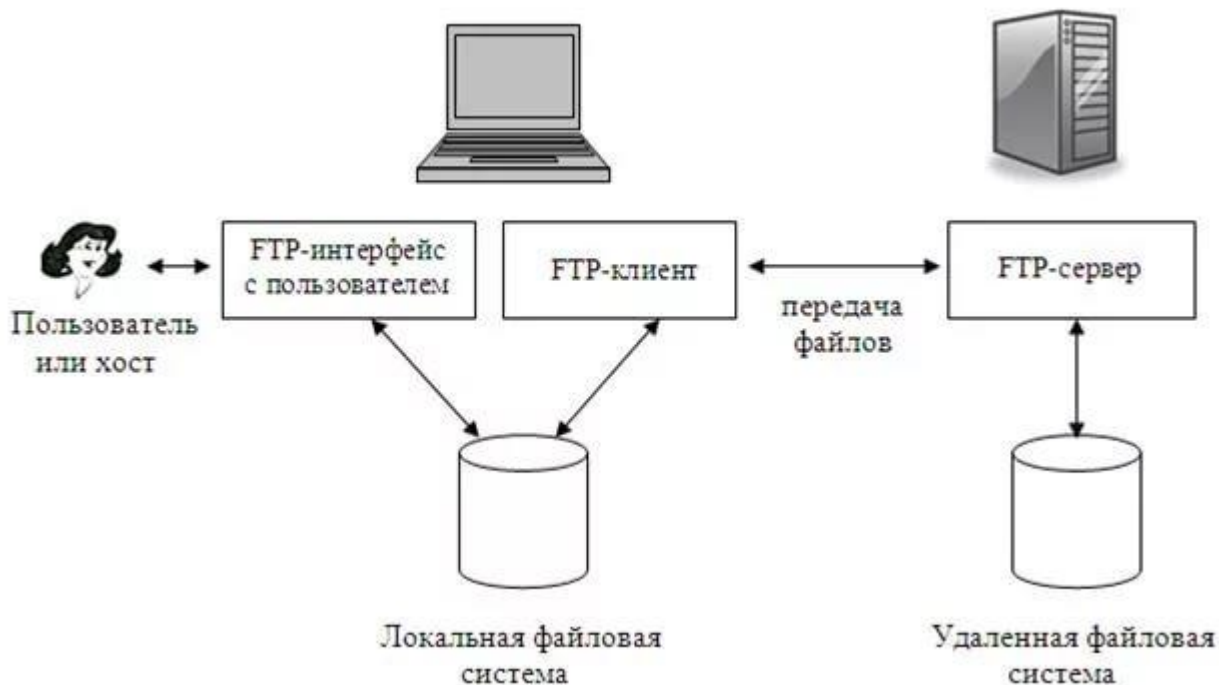 FTP-интерфейс
с пользователем
FTP-клиент
FTP-сервер
Пользователь
или хост
передача
файлов
Локальная файловая
система
Удаленная файловая
система